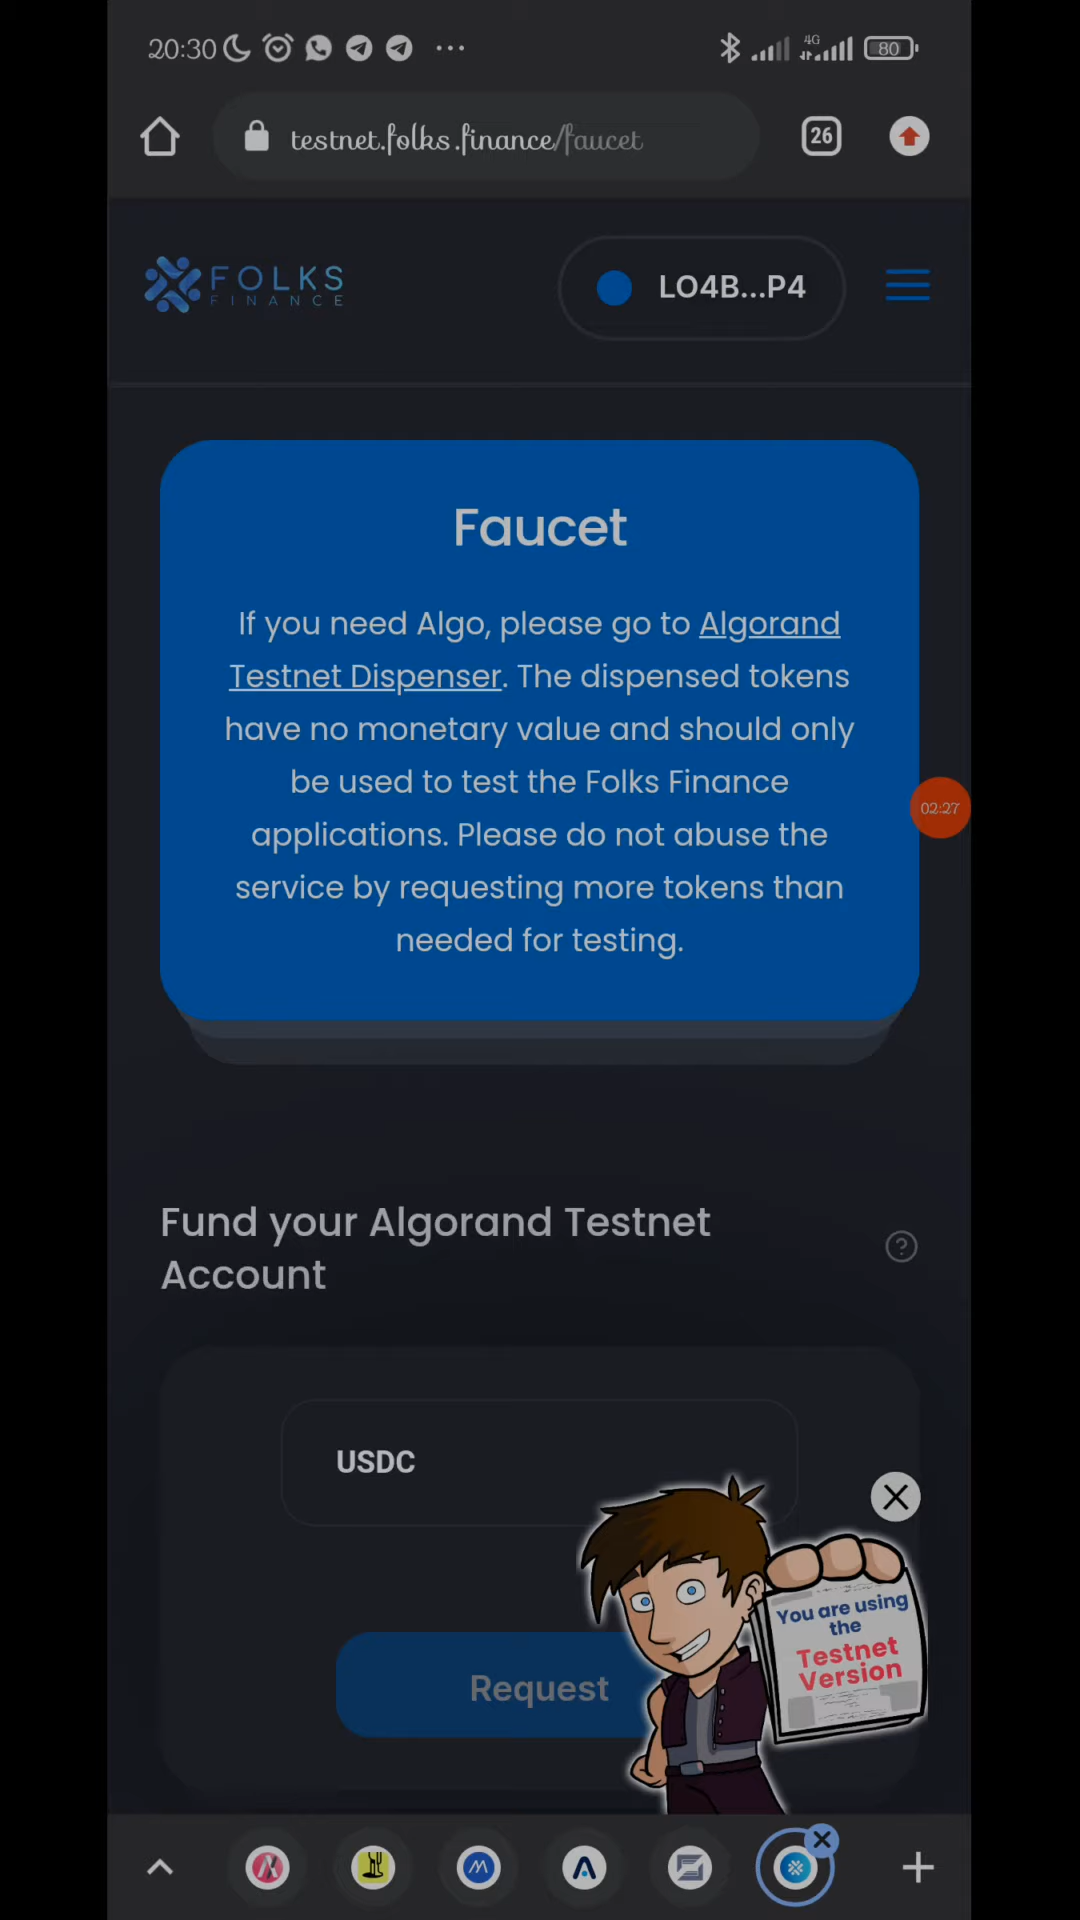 20:30
4G
80
testnet.folks.finance/faucet
26
FOLKS
FINANCE
LO4B...P4
Faucet
If you need Algo, please go to Algorand
Testnet Dispenser. The dispensed tokens
have no monetary value and should only
be used to test the Folks Finance
applications. Please do not abuse the
service by requesting more tokens than
needed for testing.
02:27
Fund your Algorand Testnet
Account
?
USDC
Request
You are using
the
Testnet
Version